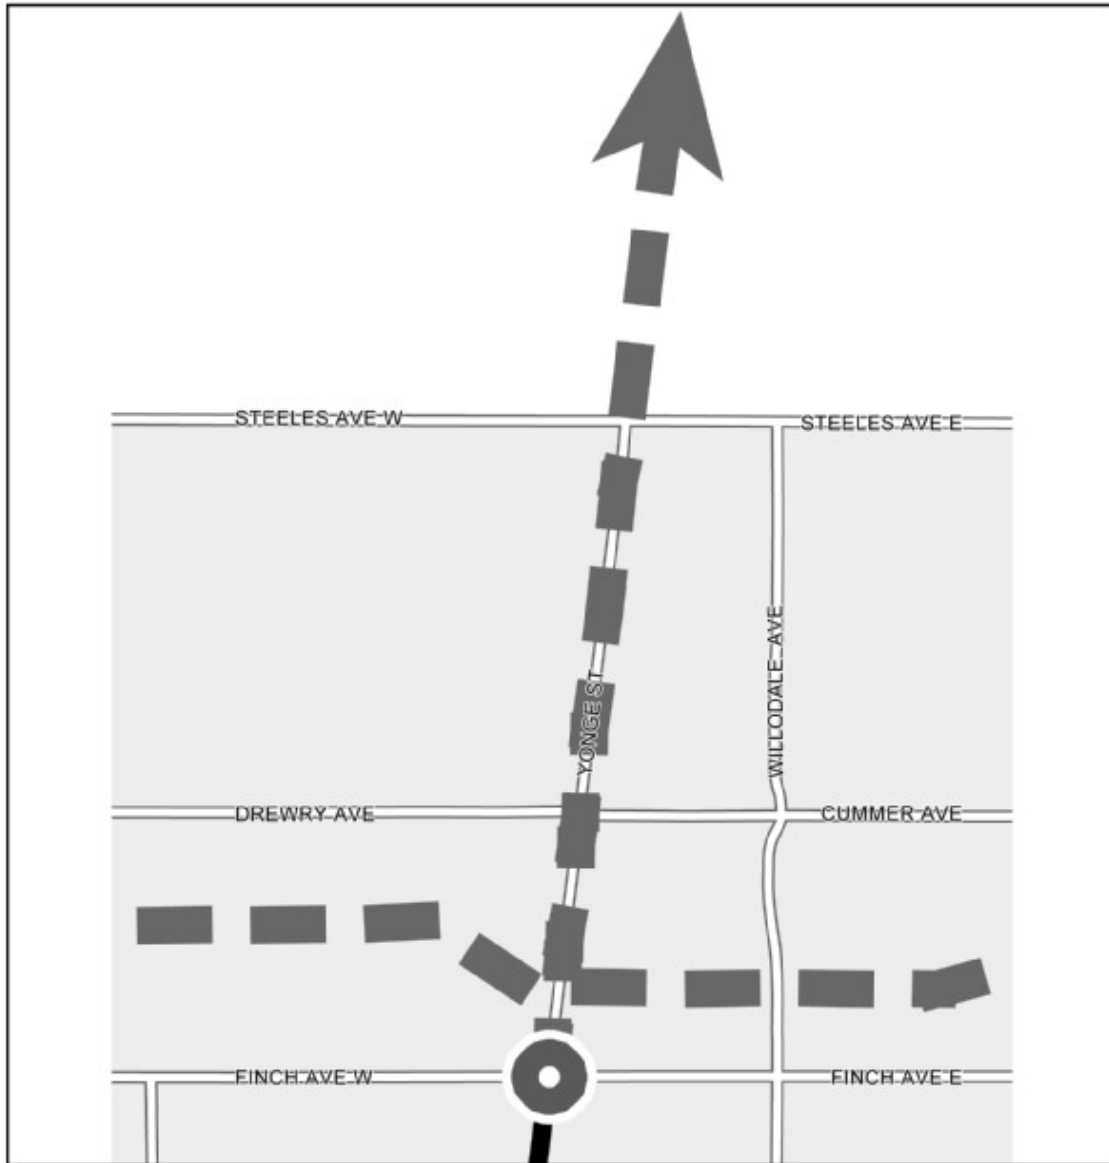 STEELES AVE W
STEELES AVE E
YONGE ST
WILLODALE AVE
DREWRY AVE
CUMMER AVE
FINCH AVE W
FINCH AVE E